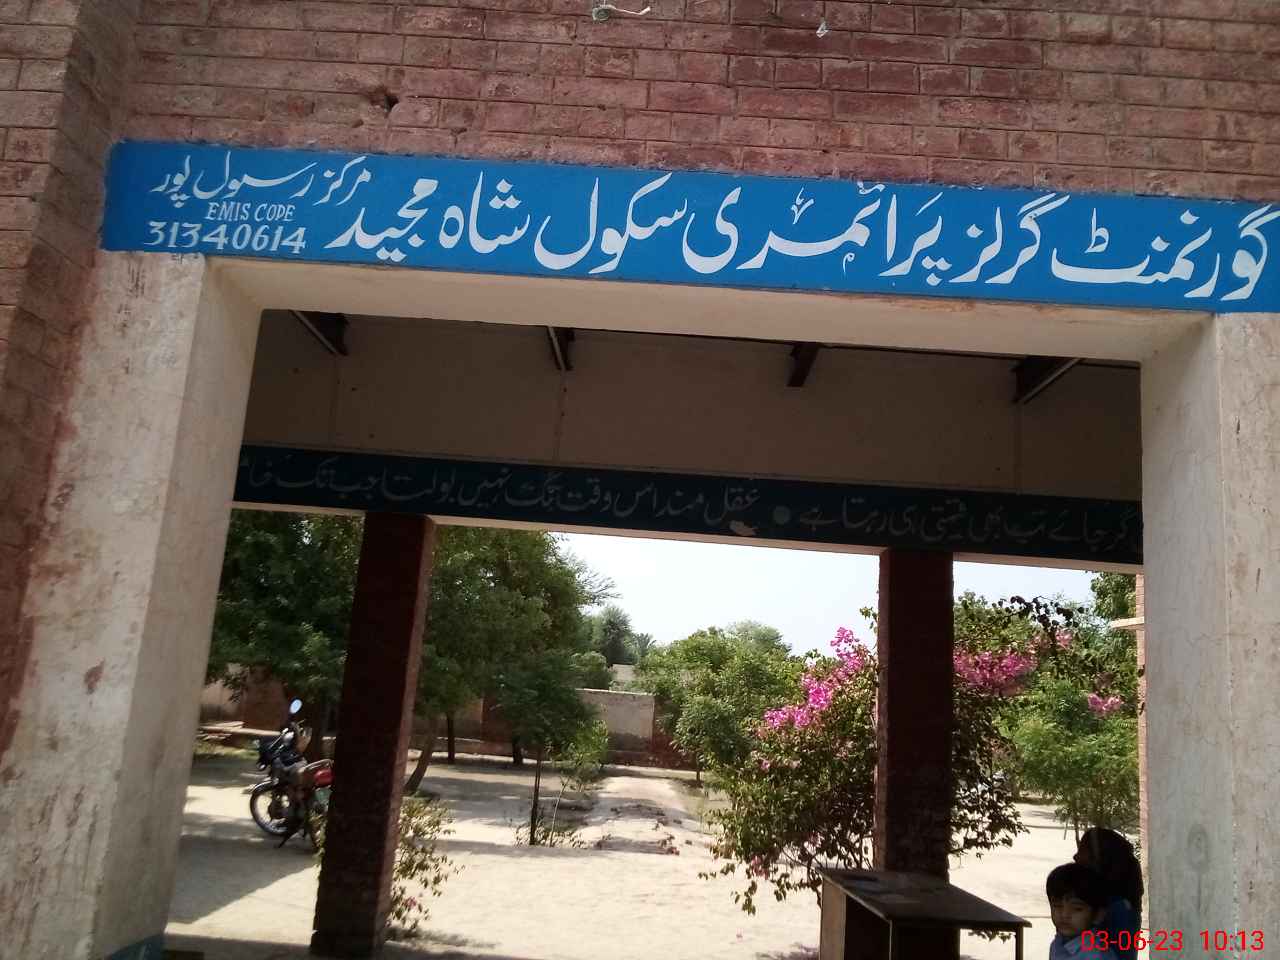 گورنمنٹ گرلز پرائمری سکول شاہ مجید
مرکز رسول پور
EMIS CODE
31340614
گر جائے تب بھی قیمتی ہی رہتا ہے • عقل مند اس وقت تک نہیں بولتا جب تک
03-06-23 10:13